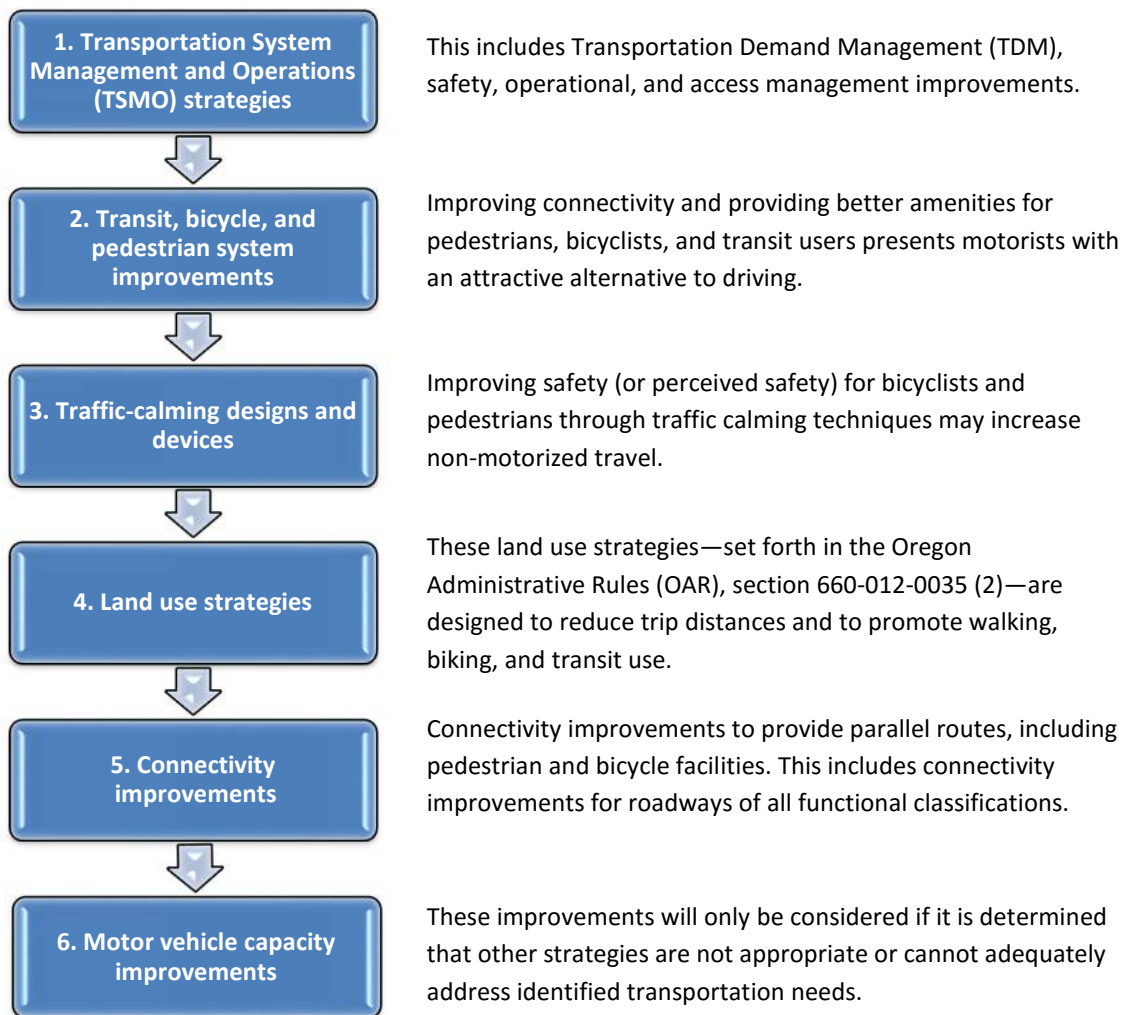 1. Transportation System
Management and Operations
(TSMO) strategies
This includes Transportation Demand Management (TDM),
safety, operational, and access management improvements.
2. Transit, bicycle, and
pedestrian system
improvements
Improving connectivity and providing better amenities for
pedestrians, bicyclists, and transit users presents motorists with
an attractive alternative to driving.
3. Traffic-calming designs and
devices
Improving safety (or perceived safety) for bicyclists and
pedestrians through traffic calming techniques may increase
non-motorized travel.
4. Land use strategies
These land use strategies—set forth in the Oregon
Administrative Rules (OAR), section 660-012-0035 (2)—are
designed to reduce trip distances and to promote walking,
biking, and transit use.
5. Connectivity
improvements
Connectivity improvements to provide parallel routes, including
pedestrian and bicycle facilities. This includes connectivity
improvements for roadways of all functional classifications.
6. Motor vehicle capacity
improvements
These improvements will only be considered if it is determined
that other strategies are not appropriate or cannot adequately
address identified transportation needs.